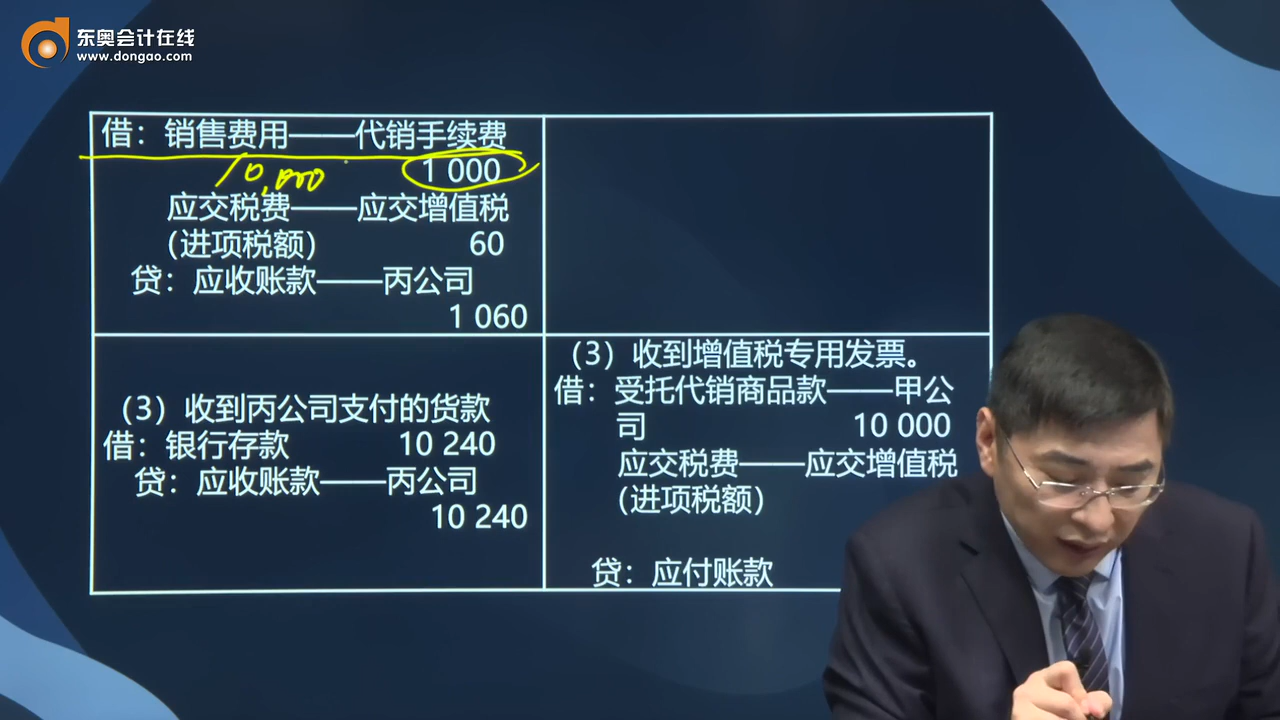 东奥会计在线
www.dongao.com
借：销售费用——代销手续费
1 000
10,000
应交税费——应交增值税
（进项税额） 60
贷：应收账款——丙公司
1 060
（3）收到丙公司支付的货款
借：银行存款 10 240
贷：应收账款——丙公司
10 240
（3）收到增值税专用发票。
借：受托代销商品款——甲公
司 10 000
应交税费——应交增值税
（进项税额）
贷：应付账款